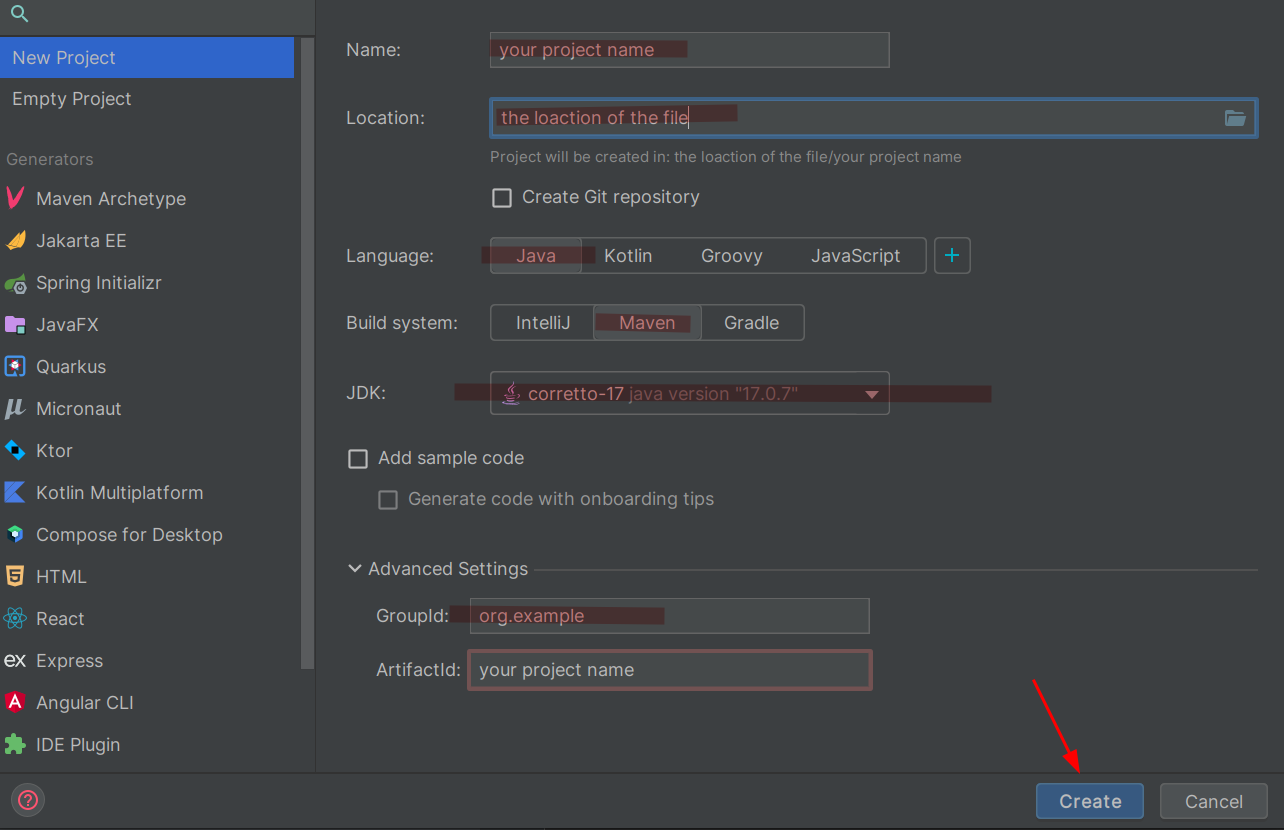 New Project
Empty Project
Generators
Maven Archetype
Jakarta EE
Spring Initializr
JavaFX
Quarkus
Micronaut
Ktor
Kotlin Multiplatform
Compose for Desktop
HTML
React
Express
Angular CLI
IDE Plugin
Name: your project name
Location: the loaction of the file
Project will be created in: the loaction of the file/your project name
Create Git repository
Language: Java Kotlin Groovy JavaScript +
Build system: IntelliJ Maven Gradle
JDK: corretto-17 java version "17.0.7"
Add sample code
Generate code with onboarding tips
Advanced Settings
GroupId: org.example
ArtifactId: your project name
? Create Cancel